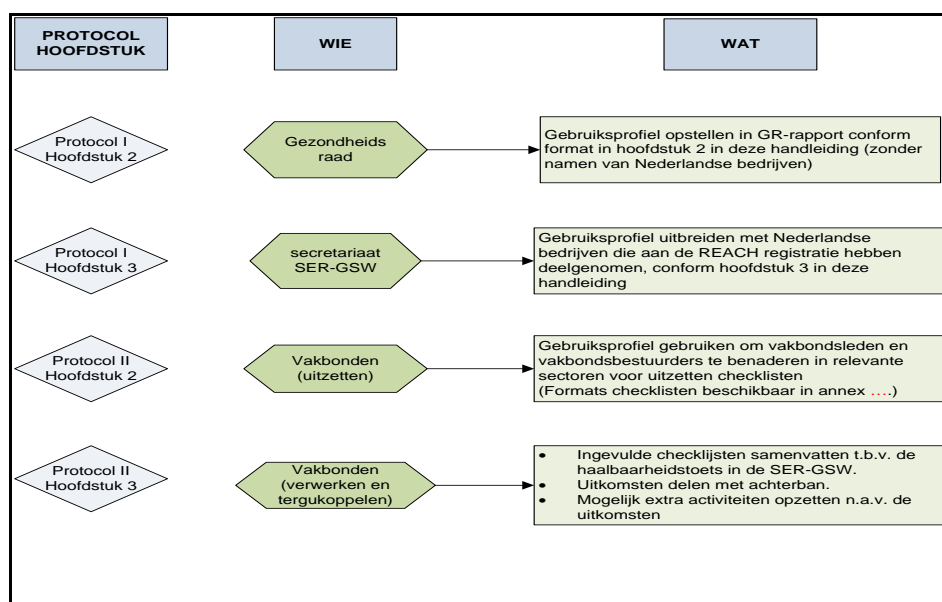 PROTOCOL
HOOFDSTUK
WIE
WAT
Protocol I
Hoofdstuk 2
Gezondheids
raad
Gebruiksprofiel opstellen in GR-rapport conform
format in hoofdstuk 2 in deze handleiding (zonder
namen van Nederlandse bedrijven)
Protocol I
Hoofdstuk 3
secretariaat
SER-GSW
Gebruiksprofiel uitbreiden met Nederlandse
bedrijven die aan de REACH registratie hebben
deelgenomen, conform hoofdstuk 3 in deze
handleiding
Protocol II
Hoofdstuk 2
Vakbonden
(uitzetten)
Gebruiksprofiel gebruiken om vakbondsleden en
vakbondsbestuurders te benaderen in relevante
sectoren voor uitzetten checklisten
(Formats checklisten beschikbaar in annex ….)
Protocol II
Hoofdstuk 3
Vakbonden
(verwerken en
tergukoppelen)
• Ingevulde checklijsten samenvatten t.b.v. de
haalbaarheidstoets in de SER-GSW.
• Uitkomsten delen met achterban.
• Mogelijk extra activiteiten opzetten n.a.v. de
uitkomsten